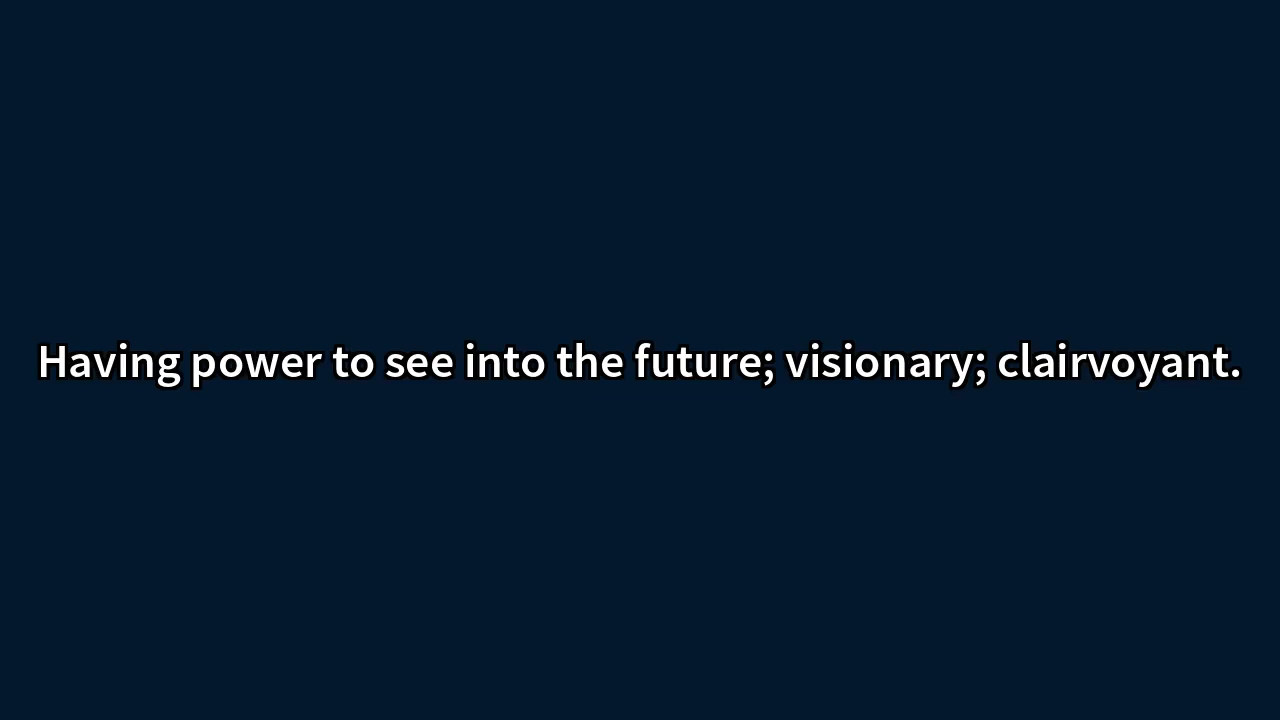 Having power to see into the future; visionary; clairvoyant.